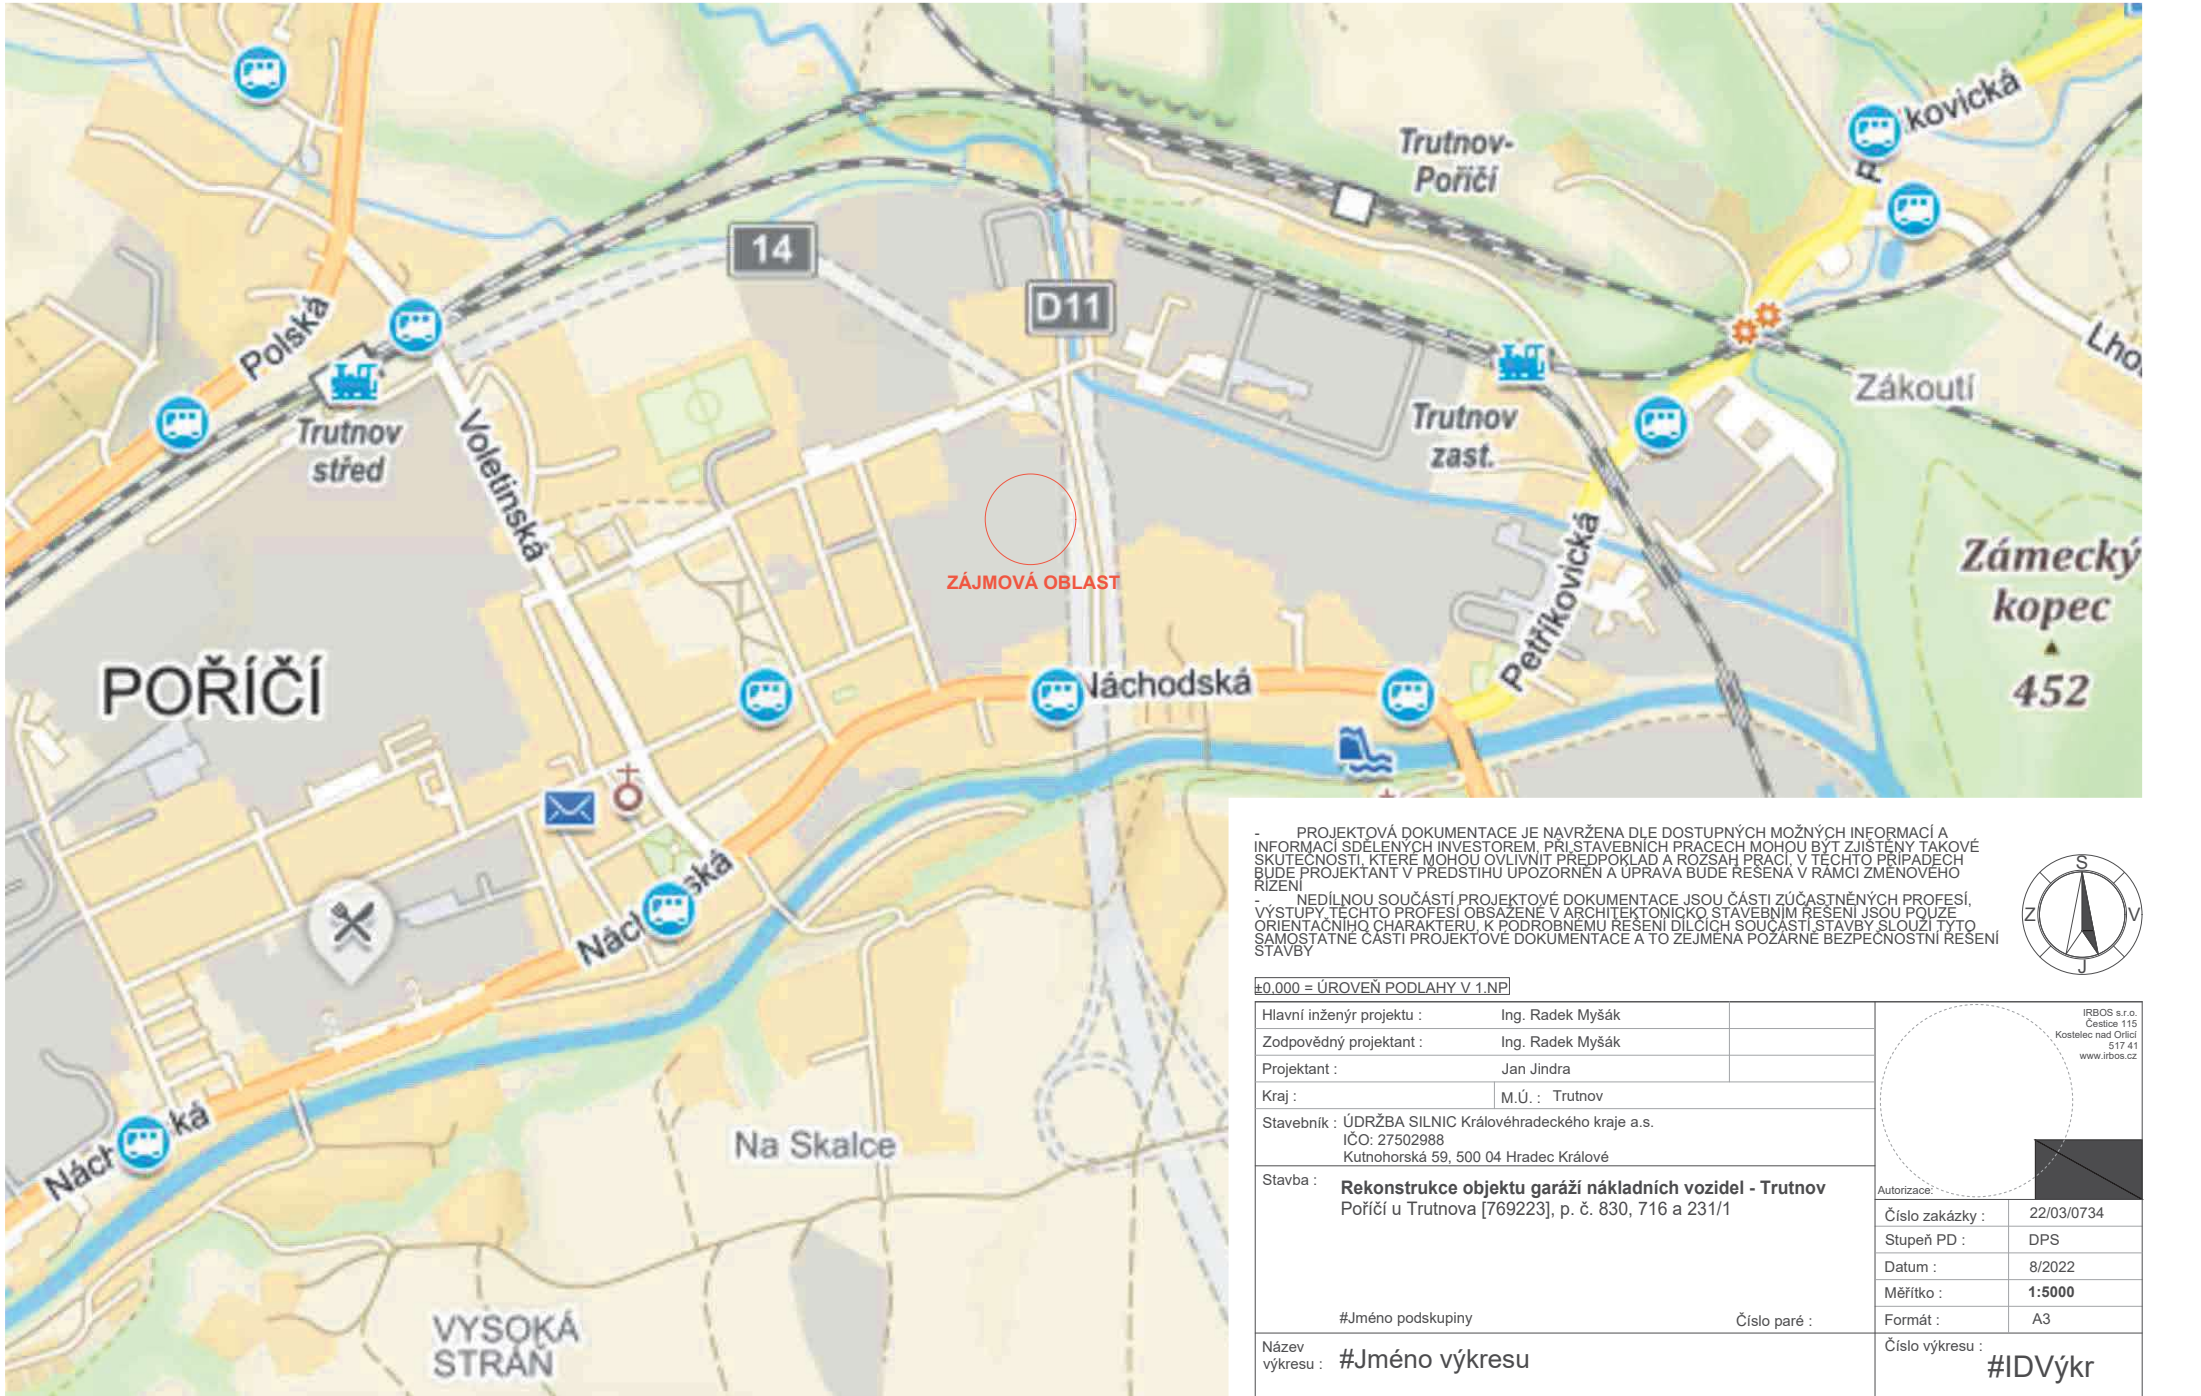 kovická
Trutnov-
Poříčí
14
D11
Polská
Lho
Zákoutí
Trutnov
střed
Voletinská
Trutnov
zast.
ZÁJMOVÁ OBLAST
Petříkovická
Zámecký
kopec
452
POŘÍČÍ
Náchodská
Nách
ská
Nách
ká
Na Skalce
VYSOKÁ
STRÁŇ
- PROJEKTOVÁ DOKUMENTACE JE NAVRŽENA DLE DOSTUPNÝCH MOŽNÝCH INFORMACÍ A
INFORMACÍ SDĚLENÝCH INVESTOREM, PŘI STAVEBNÍCH PRACECH MOHOU BÝT ZJIŠTĚNY TAKOVÉ
SKUTEČNOSTI, KTERÉ MOHOU OVLIVNIT PŘEDPOKLAD A ROZSAH PRACÍ, V TĚCHTO PŘÍPADECH
BUDE PROJEKTANT V PŘEDSTIHU UPOZORNĚN A ÚPRAVA BUDE ŘEŠENA V RÁMCI ZMĚNOVÉHO
ŘÍZENÍ
- NEDÍLNOU SOUČÁSTÍ PROJEKTOVÉ DOKUMENTACE JSOU ČÁSTI ZÚČASTNĚNÝCH PROFESÍ,
VÝSTUPY TĚCHTO PROFESÍ OBSAŽENÉ V ARCHITEKTONICKO STAVEBNÍM ŘEŠENÍ JSOU POUZE
ORIENTAČNÍHO CHARAKTERU, K PODROBNÉMU ŘEŠENÍ DÍLČÍCH SOUČÁSTÍ STAVBY SLOUŽÍ TYTO
SAMOSTATNÉ ČÁSTI PROJEKTOVÉ DOKUMENTACE A TO ZEJMÉNA POŽÁRNĚ BEZPEČNOSTNÍ ŘEŠENÍ
STAVBY
S
Z
V
J
±0,000 = ÚROVEŇ PODLAHY V 1.NP
Hlavní inženýr projektu : Ing. Radek Myšák
Zodpovědný projektant : Ing. Radek Myšák
Projektant : Jan Jindra
Kraj : M.Ú. : Trutnov
Stavebník : ÚDRŽBA SILNIC Královéhradeckého kraje a.s.
IČO: 27502988
Kutnohorská 59, 500 04 Hradec Králové
Stavba : Rekonstrukce objektu garáží nákladních vozidel - Trutnov
Poříčí u Trutnova [769223], p. č. 830, 716 a 231/1
#Jméno podskupiny
Číslo paré :
Název
výkresu : #Jméno výkresu
IRBOS s.r.o.
Čestice 115
Kostelec nad Orlicí
517 41
www.irbos.cz
Autorizace:
Číslo zakázky : 22/03/0734
Stupeň PD : DPS
Datum : 8/2022
Měřítko : 1:5000
Formát : A3
Číslo výkresu :
#IDVýkr